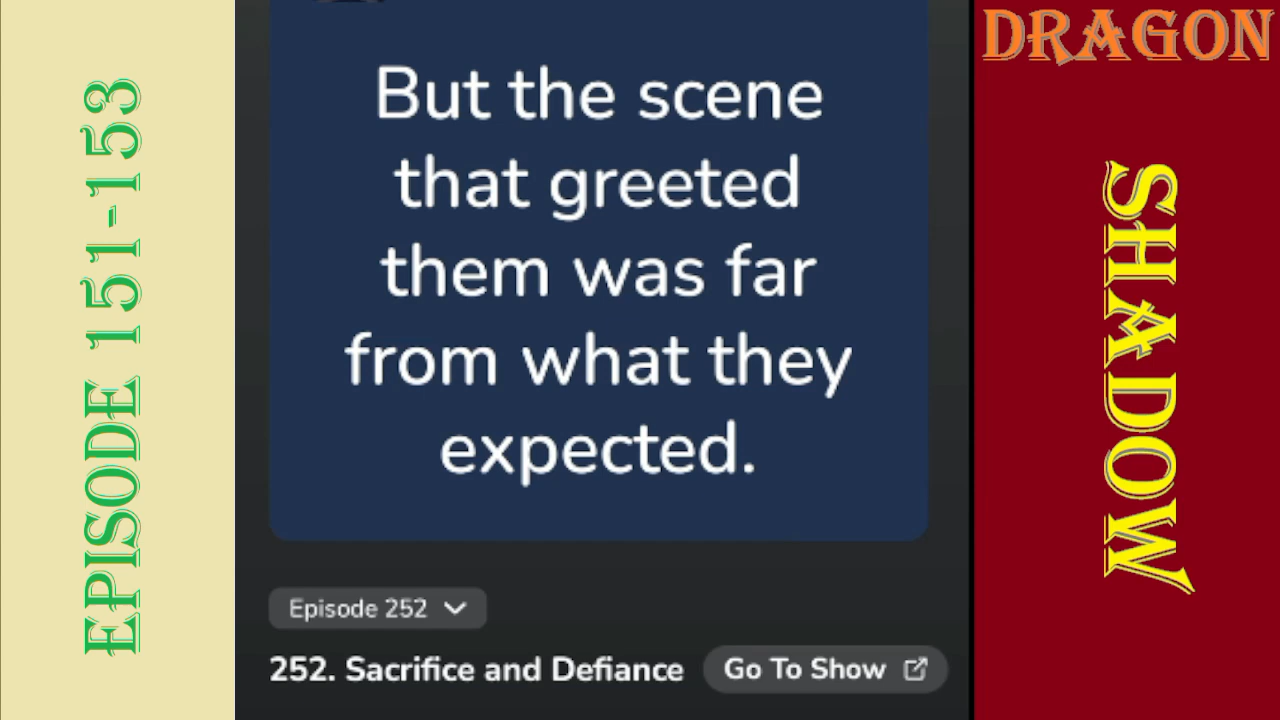 EPISODE 151-153
But the scene
that greeted
them was far
from what they
expected.
Episode 252
252. Sacrifice and Defiance
Go To Show
DRAGON
SHADOW